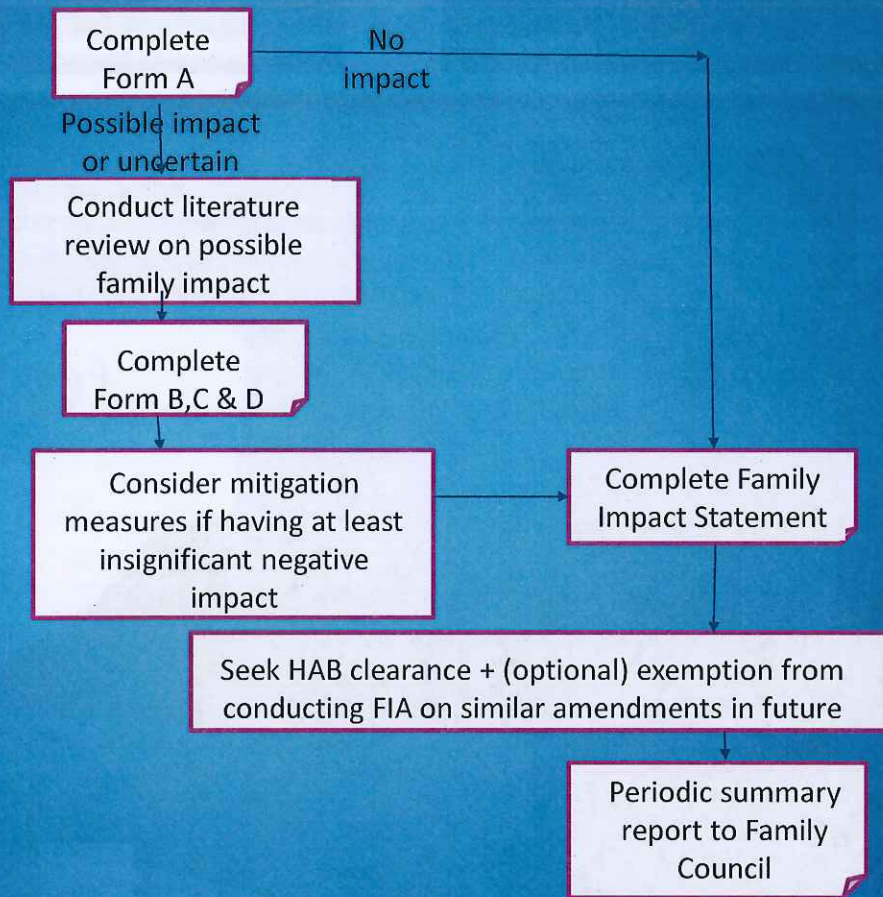 Complete
Form A
No
impact
Possible impact
or uncertain
Conduct literature
review on possible
family impact
Complete
Form B,C & D
Consider mitigation
measures if having at least
insignificant negative
impact
Complete Family
Impact Statement
Seek HAB clearance + (optional) exemption from
conducting FIA on similar amendments in future
Periodic summary
report to Family
Council